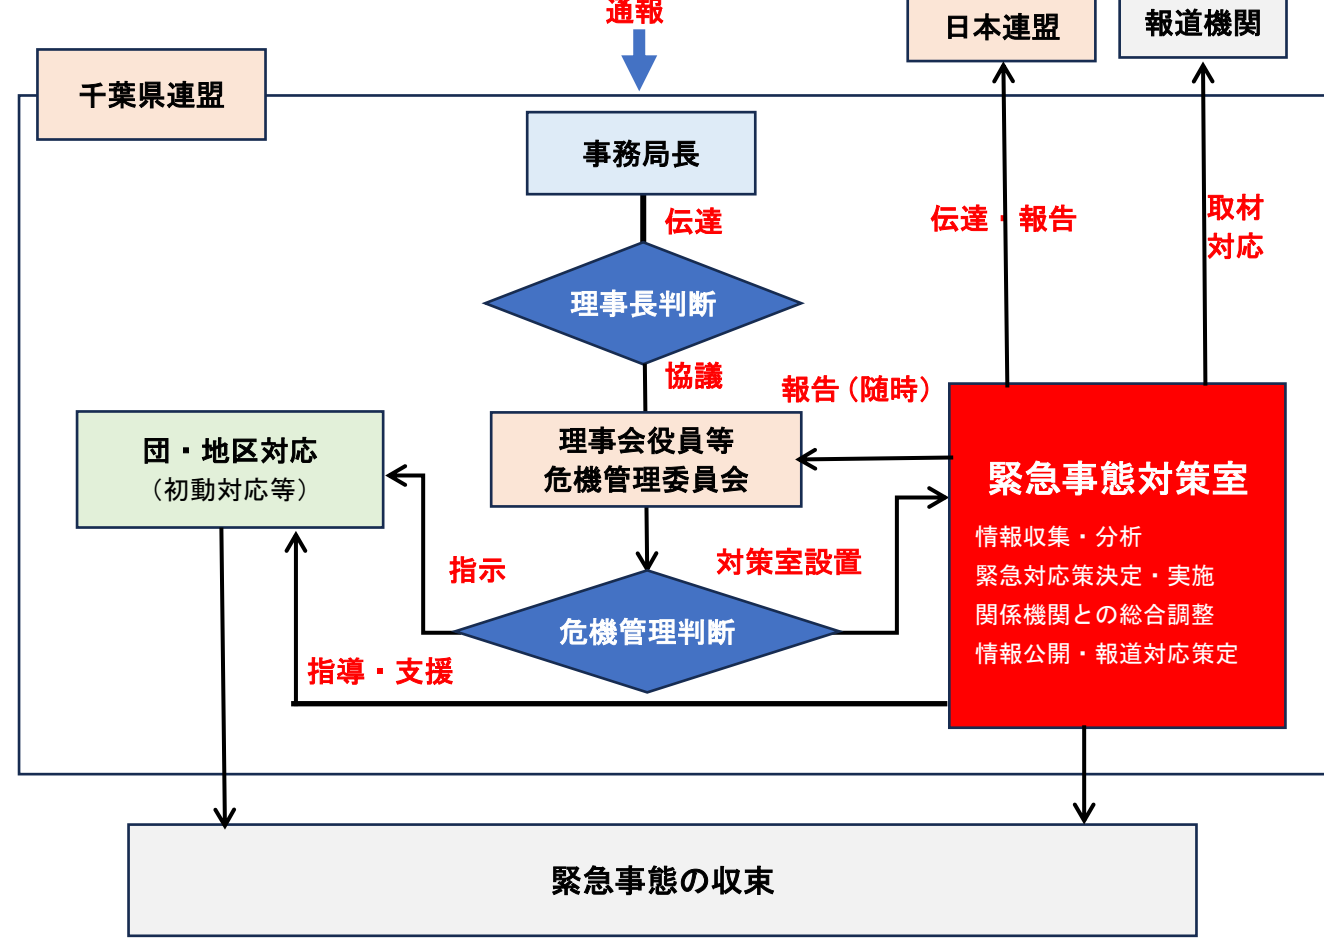 通報
日本連盟
報道機関
千葉県連盟
事務局長
伝達
伝達・報告
取材
対応
理事長判断
協議
報告（随時）
団・地区対応
（初動対応等）
理事会役員等
危機管理委員会
緊急事態対策室
情報収集・分析
緊急対応策決定・実施
関係機関との総合調整
情報公開・報道対応策定
指示
対策室設置
危機管理判断
指導・支援
緊急事態の収束